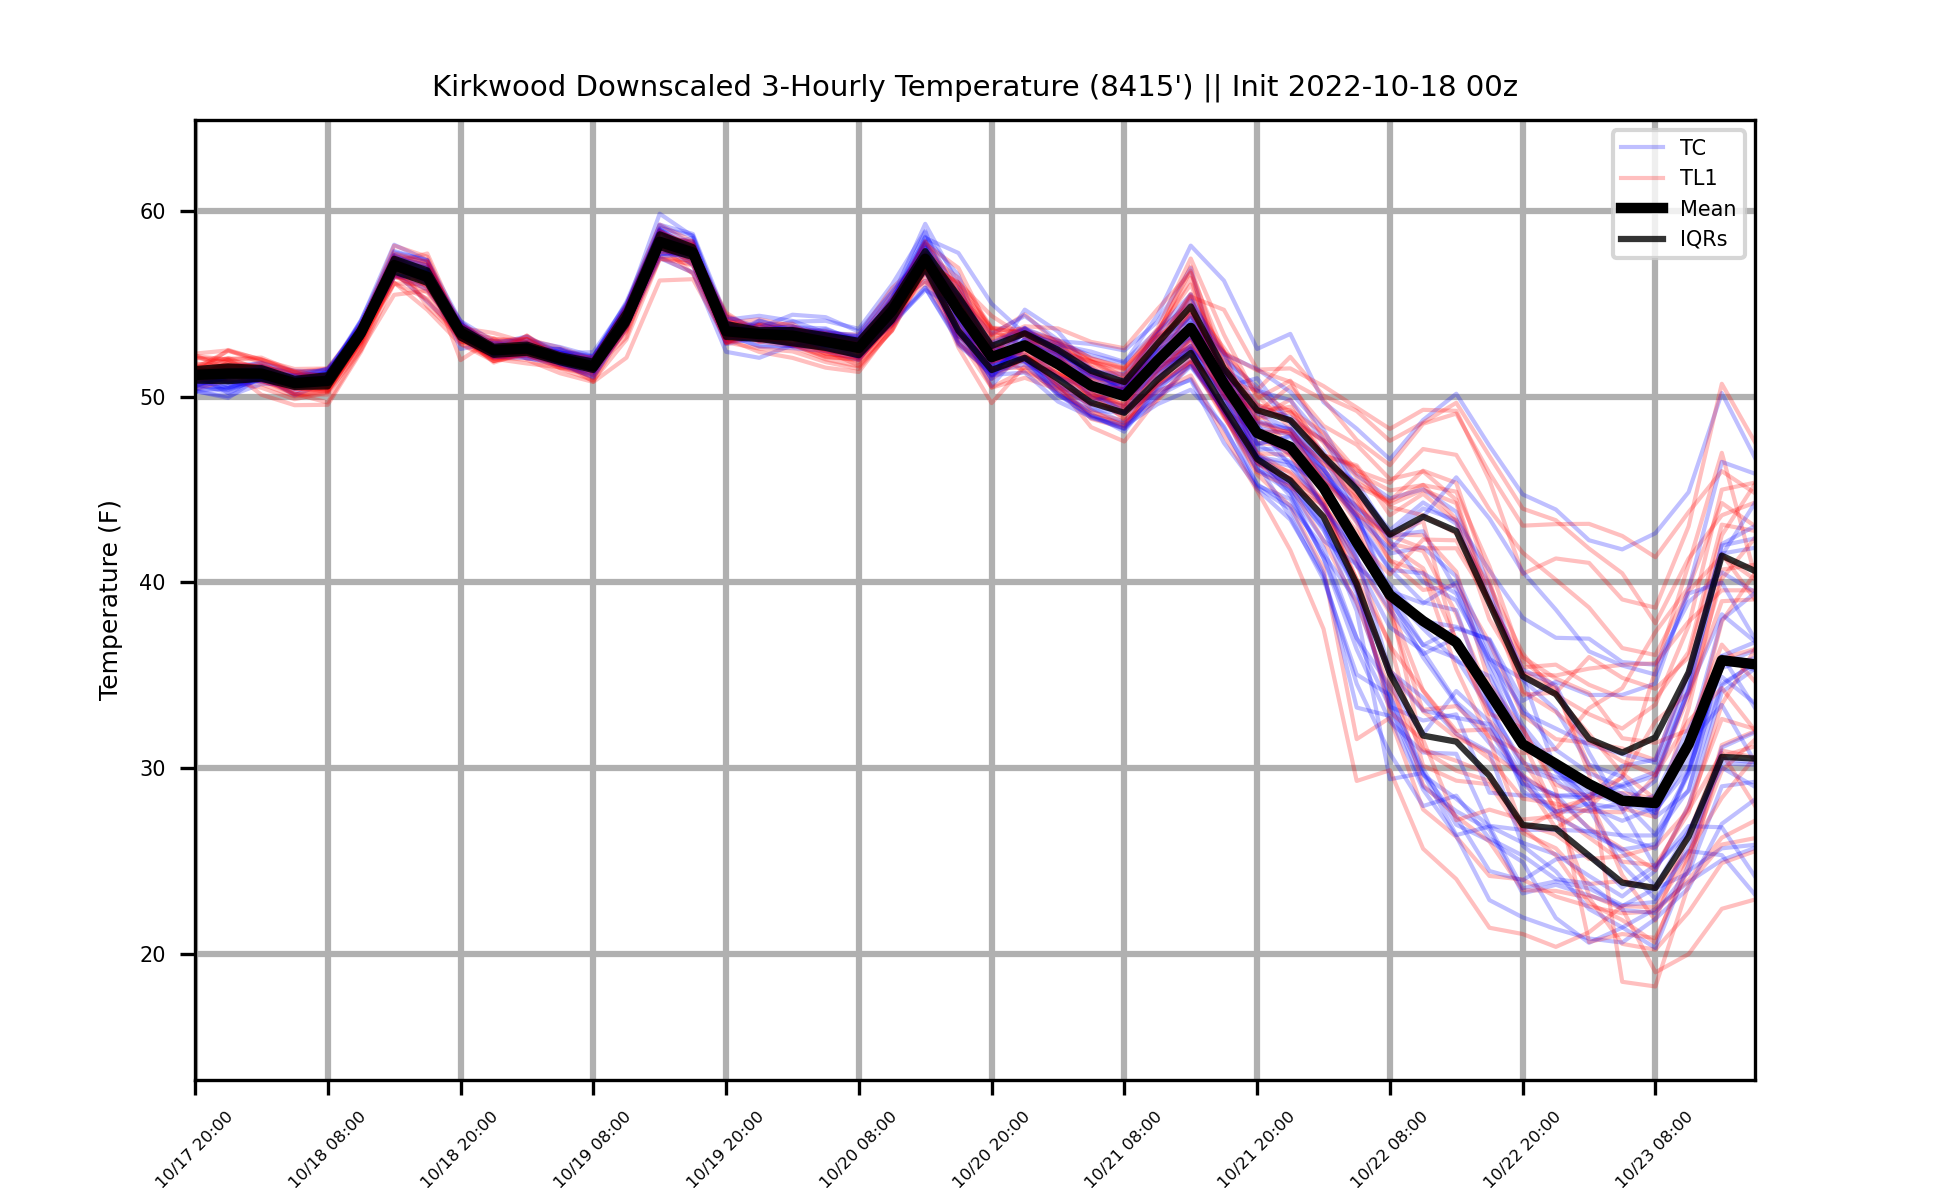 Kirkwood Downscaled 3-Hourly Temperature (8415') || Init 2022-10-18 00z
TC
TL1
Mean
IQRs
Temperature (F)
60
50
40
30
20
10/17 20:00
10/18 08:00
10/18 20:00
10/19 08:00
10/19 20:00
10/20 08:00
10/20 20:00
10/21 08:00
10/21 20:00
10/22 08:00
10/22 20:00
10/23 08:00